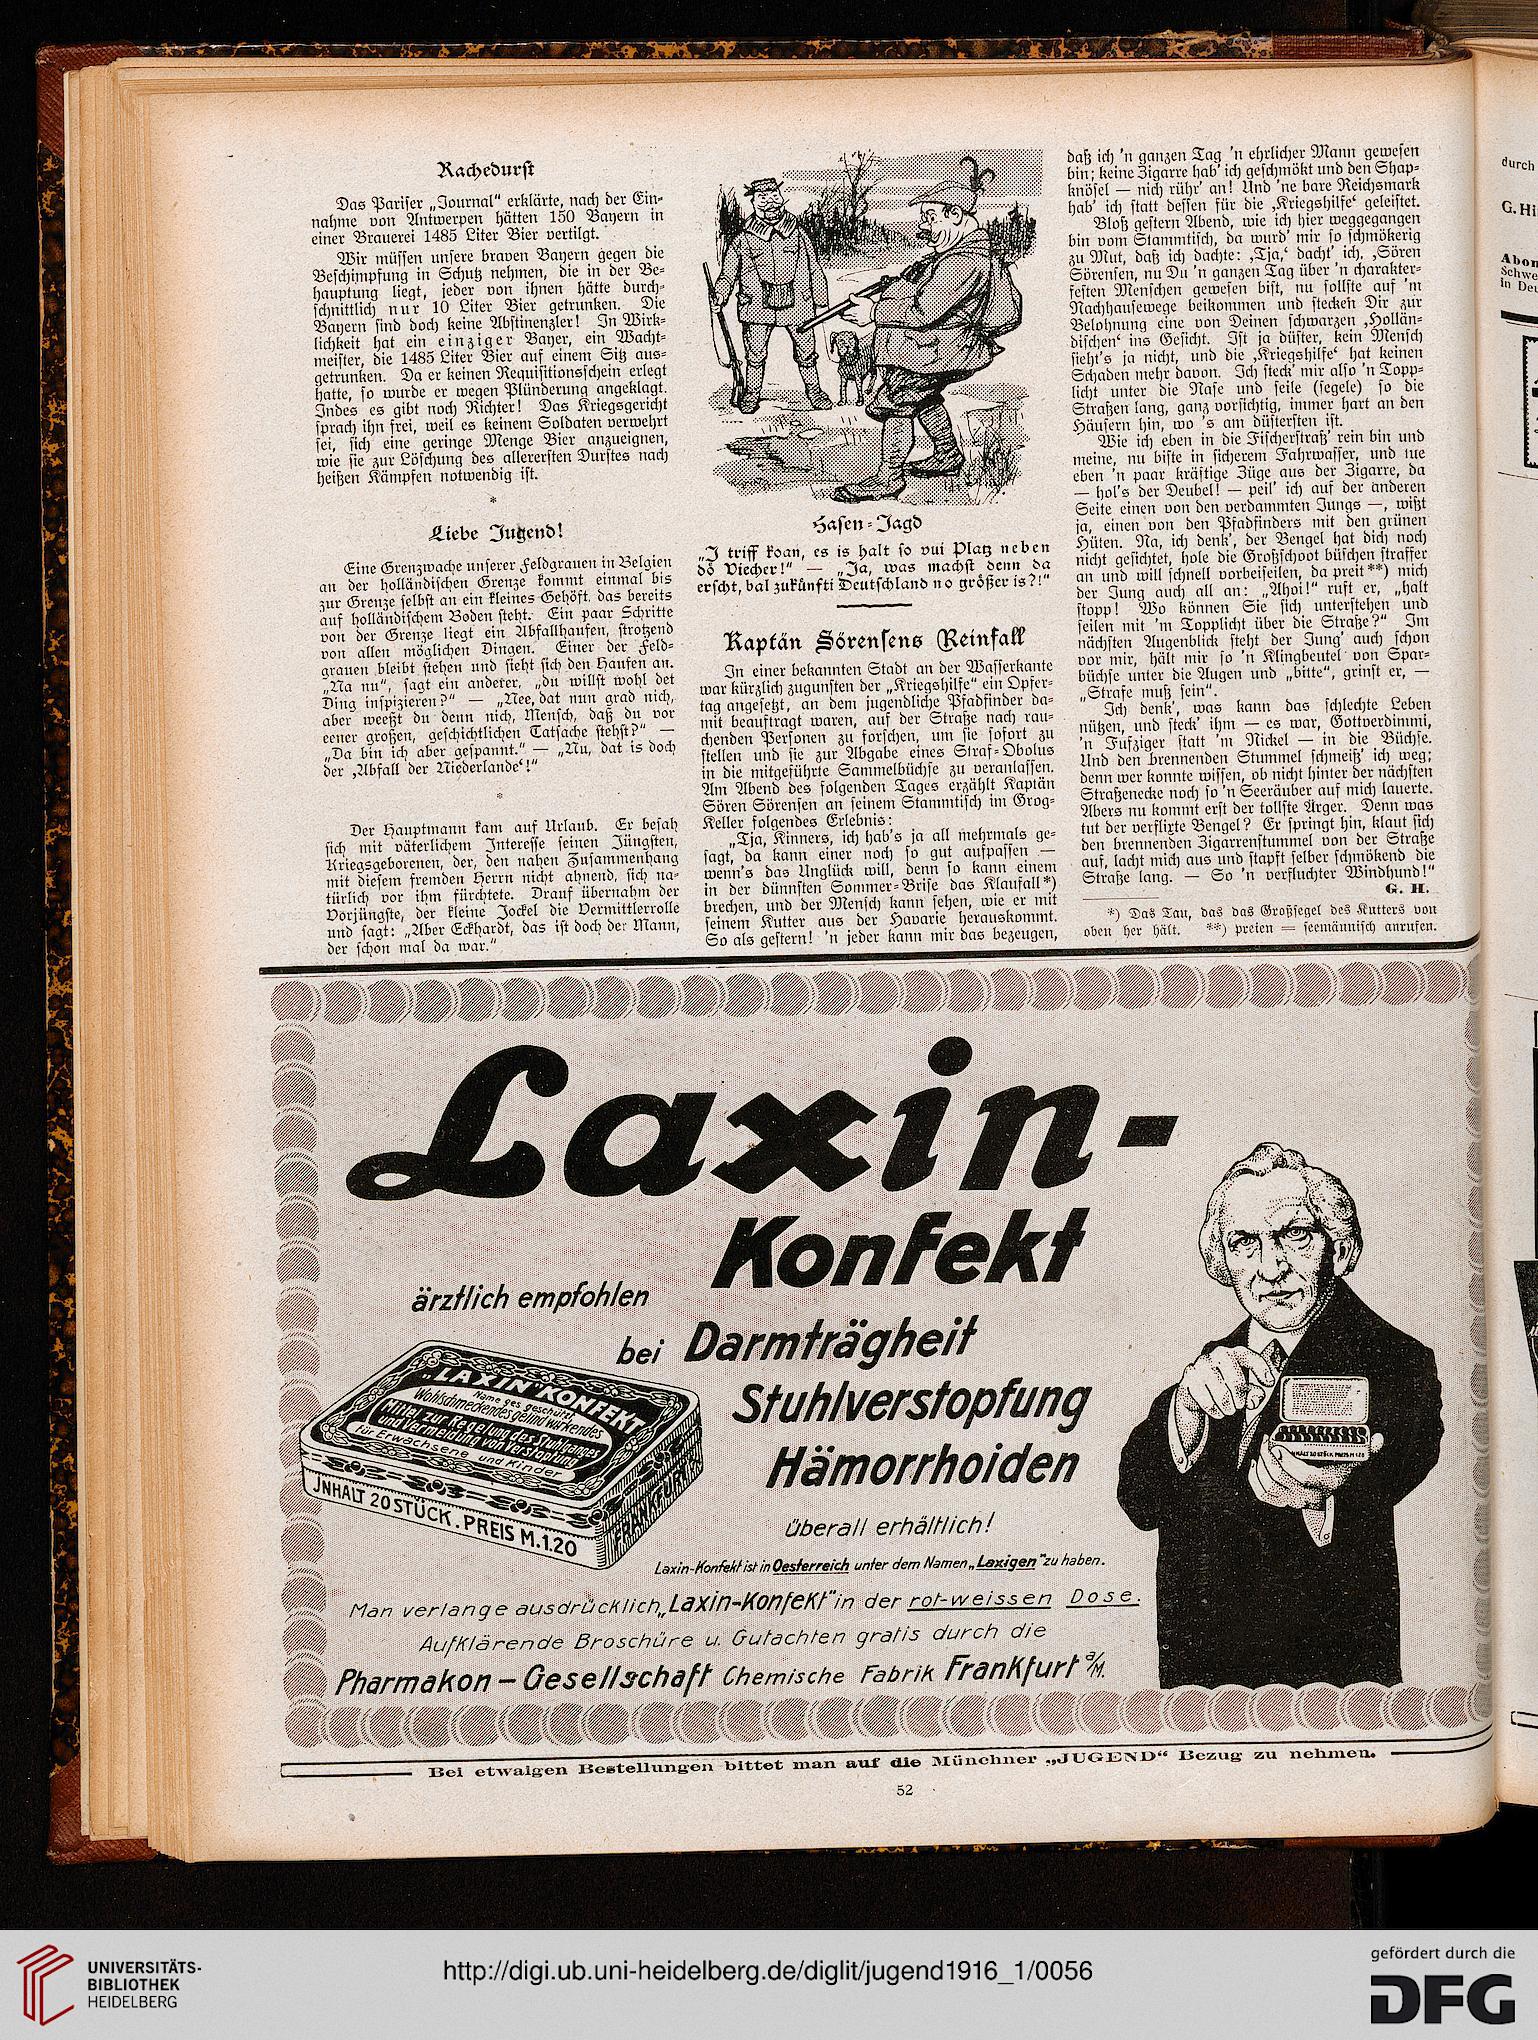 Rachedurst
Das Pariser „Journal“ erklärte, nach der Ein-
nahme von Antwerpen hätten 150 Bayern in
einer Brauerei 1485 Liter Bier vertilgt.
Wir müssen unsere braven Bayern gegen die
Beschimpfung in Schutz nehmen, die in der Be-
hauptung liegt, jeder von ihnen hätte durch-
schnittlich nur 10 Liter Bier getrunken. Die
Bayern sind doch keine Abstinenzler! In Wirk-
lichkeit hat ein einziger Bayer, ein Wacht-
meister, die 1485 Liter Bier auf einem Sitz aus-
getrunken. Da er keinen Requisitionsschein erlegt
hatte, so wurde er wegen Plünderung angeklagt.
Indes es gibt noch Richter! Das Kriegsgericht
sprach ihn frei, weil es keinem Soldaten verwehrt
sei, sich eine geringe Menge Bier anzueignen,
wie sie zur Löschung des allerersten Durstes nach
heißen Kämpfen notwendig ist.
*
Liebe Jugend!
Eine Grenzwache unserer Feldgrauen in Belgien
an der holländischen Grenze kommt einmal bis
zur Grenze selbst an ein kleines Gehöft, das bereits
auf holländischem Boden steht. Ein paar Schritte
von der Grenze liegt ein Abfallhaufen, strotzend
von allen möglichen Dingen. Einer der Feld-
grauen bleibt stehen und sieht sich den Haufen an.
„Na nu“, sagt ein anderer, „du willst wohl det
Ding inspizieren?“ — „Nee, dat nun grad nich,
aber weeßt du denn nich, Mensch, daß du vor
eener großen, geschichtlichen Tatsache stehst?“ —
„Da bin ich aber gespannt.“ — „Nu, dat is doch
der ‚Abfall der Niederlande‘!“
*
Der Hauptmann kam auf Urlaub. Er besah
sich mit väterlichem Interesse seinen Jüngsten,
Kriegsgeborenen, der, den nahen Zusammenhang
mit diesem fremden Herrn nicht ahnend, sich na-
türlich vor ihm fürchtete. Drauf übernahm der
Vorjüngste, der kleine Jockel die Vermittlerrolle
und sagt: „Aber Eckhardt, das ist doch der Mann,
der schon mal da war.“
Hasen-Jagd
„I triff koan, es is halt so vui Platz neben
dö Viecher!“ — „Ja, was machst denn da
erscht, bal zukünfti Deutschland no größer is?!“
Kaptän Sörensens Reinfall
In einer bekannten Stadt an der Wasserkante
war kürzlich zugunsten der „Kriegshilfe“ ein Opfer-
tag angesetzt, an dem jugendliche Pfadfinder da-
mit beauftragt waren, auf der Straße nach rau-
chenden Personen zu forschen, um sie sofort zu
stellen und sie zur Abgabe eines Straf-Obolus
in die mitgeführte Sammelbüchse zu veranlassen.
Am Abend des folgenden Tages erzählt Kaptän
Sören Sörensen an seinem Stammtisch im Grog-
Keller folgendes Erlebnis:
„Tja, Kinners, ich hab's ja all mehrmals ge-
sagt, da kann einer noch so gut aufpassen —
wenn's das Unglück will, denn so kann einem
in der dünnsten Sommer-Brise das Klaufall*)
brechen, und der Mensch kann sehen, wie er mit
seinem Kutter aus der Havarie herauskommt.
So als gestern! 'n jeder kann mir das bezeugen,
daß ich 'n ganzen Tag 'n ehrlicher Mann gewesen
bin; keine Zigarre hab' ich geschmökt und den Shap-
knösel — nich rühr' an! Und 'ne bare Reichsmark
hab' ich statt dessen für die ‚Kriegshilfe‘ geleistet.
Bloß gestern Abend, wie ich hier weggegangen
bin vom Stammtisch, da wurd' mir so schmökerig
zu Mut, daß ich dachte: ‚Tja,‘ dacht' ich, ‚Sören
Sörensen, nu Du 'n ganzen Tag über 'n charakter-
festen Menschen gewesen bist, nu sollste auf 'm
Nachhausewege beikommen und stecken Dir zur
Belohnung eine von Deinen schwarzen ‚Hollän-
dischen‘ ins Gesicht. Ist ja düster, kein Mensch
sieht's ja nicht, und die ‚Kriegshilfe‘ hat keinen
Schaden mehr davon. Ich steck' mir also 'n Topp-
licht unter die Nase und seile (segele) so die
Straßen lang, ganz vorsichtig, immer hart an den
Häusern hin, wo 's am düstersten ist.
Wie ich eben in die Fischerstraß' rein bin und
meine, nu biste in sicherem Fahrwasser, und tue
eben 'n paar kräftige Züge aus der Zigarre, da
— hol's der Deubel! — peil' ich auf der anderen
Seite einen von den verdammten Jungs —, wißt
ja, einen von den Pfadfinders mit den grünen
Hüten. Na, ich denk', der Bengel hat dich noch
nicht gesichtet, hole die Großschoot büschen straffer
an und will schnell vorbeiseilen, da preit**) mich
der Jung auch all an: „Ahoi!“ ruft er, „halt
stopp! Wo können Sie sich unterstehen und
seilen mit 'm Topplicht über die Straße?“ Im
nächsten Augenblick steht der Jung' auch schon
vor mir, hält mir so 'n Klingbeutel von Spar-
büchse unter die Augen und „bitte“, grinst er, —
„Strafe muß sein“.
Ich denk', was kann das schlechte Leben
nützen, und steck' ihm — es war, Gottverdimmi,
'n Fufziger statt 'm Nickel — in die Büchse.
Und den brennenden Stummel schmeiß' ich weg;
denn wer konnte wissen, ob nicht hinter der nächsten
Straßenecke noch so 'n Seeräuber auf mich lauerte.
Abers nu kommt erst der tollste Ärger. Denn was
tut der verflixte Bengel? Er springt hin, klaut sich
den brennenden Zigarrenstummel von der Straße
auf, lacht mich aus und stapft selber schmökend die
Straße lang. — So 'n verfluchter Windhund!“
G. H.
*) Das Tau, das das Großsegel des Kutters von
oben her hält. **) preien = seemännisch anrufen.
Laxin-
Konfekt
ärztlich empfohlen
bei Darmträgheit
Stuhlverstopfung
Hämorrhoiden
überall erhältlich!
„LAXIN“ KONFEKT
Name ges. geschützt
Wohlschmeckendes gelind wirkendes
Mittel zur Regelung des Stuhlganges
und Vermeidung von Verstopfung
für Erwachsene und Kinder
JNHALT 20 STÜCK. PREIS M.1.20
FRANKFURT
Laxin-Konfekt ist in Oesterreich unter dem Namen „Laxigen“ zu haben.
Man verlange ausdrücklich „Laxin-Konfekt“ in der rot-weissen Dose.
Aufklärende Broschüre u. Gutachten gratis durch die
Pharmakon-Gesellschaft Chemische Fabrik Frankfurt a/M.
Bei etwaigen Bestellungen bittet man auf die Münchner „JUGEND“ Bezug zu nehmen.
52
durch
G. Hi
Abon
Schwe
in Deu
UNIVERSITÄTS-
BIBLIOTHEK
HEIDELBERG
http://digi.ub.uni-heidelberg.de/diglit/jugend1916_1/0056
gefördert durch die
DFG